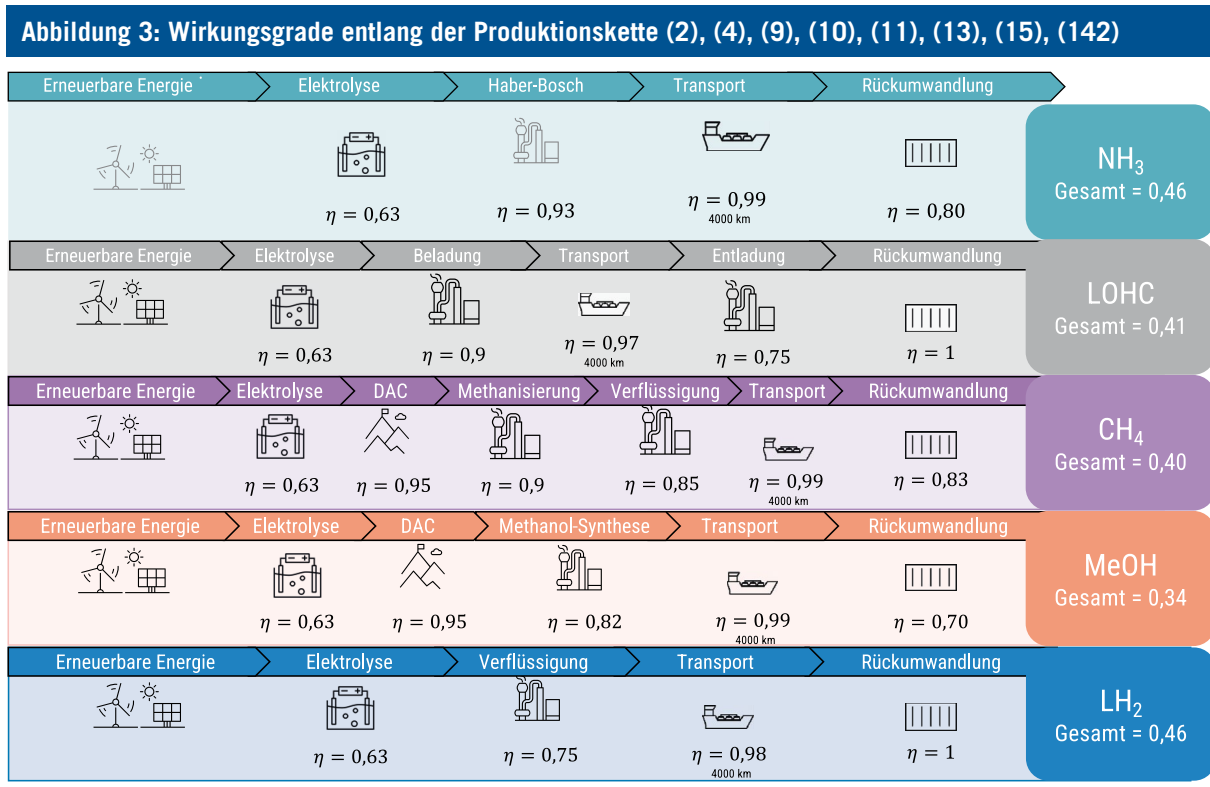 Abbildung 3: Wirkungsgrade entlang der Produktionskette (2), (4), (9), (10), (11), (13), (15), (142)
Erneuerbare Energie Elektrolyse Haber-Bosch Transport Rückumwandlung
NH₃
Gesamt = 0,46
η = 0,63 η = 0,93 η = 0,99 η = 0,80
4000 km
Erneuerbare Energie Elektrolyse Beladung Transport Entladung Rückumwandlung
LOHC
Gesamt = 0,41
η = 0,63 η = 0,9 η = 0,97 η = 0,75 η = 1
4000 km
Erneuerbare Energie Elektrolyse DAC Methanisierung Verflüssigung Transport Rückumwandlung
CH₄
Gesamt = 0,40
η = 0,63 η = 0,95 η = 0,9 η = 0,85 η = 0,99 η = 0,83
4000 km
Erneuerbare Energie Elektrolyse DAC Methanol-Synthese Transport Rückumwandlung
MeOH
Gesamt = 0,34
η = 0,63 η = 0,95 η = 0,82 η = 0,99 η = 0,70
4000 km
Erneuerbare Energie Elektrolyse Verflüssigung Transport Rückumwandlung
LH₂
Gesamt = 0,46
η = 0,63 η = 0,75 η = 0,98 η = 1
4000 km